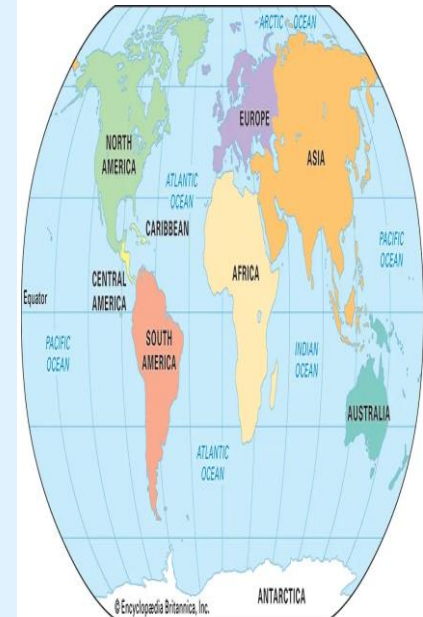 ARCTIC OCEAN
EUROPE
NORTH
AMERICA
ASIA
ATLANTIC
OCEAN
CARIBBEAN
PACIFIC
OCEAN
AFRICA
CENTRAL
AMERICA
Equator
SOUTH
AMERICA
PACIFIC
OCEAN
INDIAN
OCEAN
AUSTRALIA
ATLANTIC
OCEAN
ANTARCTICA
© Encyclopædia Britannica, Inc.